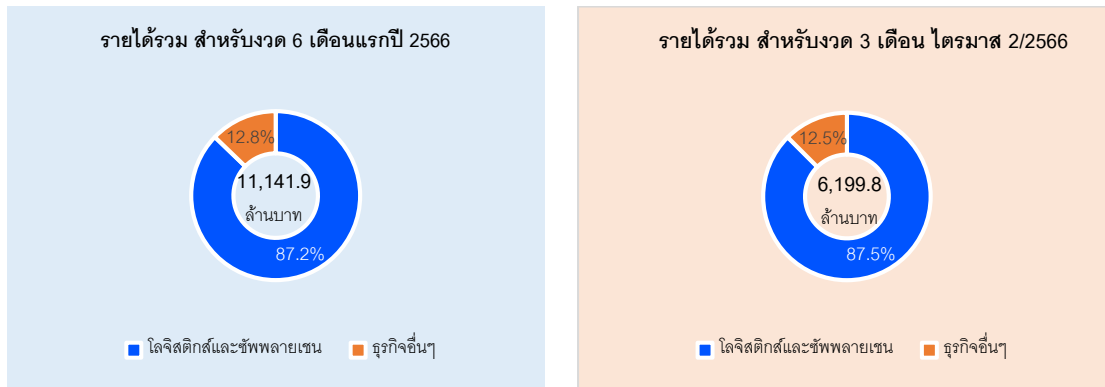 รายได้รวม สำหรับงวด 6 เดือนแรกปี 2566
12.8%
11,141.9
ล้านบาท
87.2%
โลจิสติกส์และซัพพลายเชน
ธุรกิจอื่นๆ
รายได้รวม สำหรับงวด 3 เดือน ไตรมาส 2/2566
12.5%
6,199.8
ล้านบาท
87.5%
โลจิสติกส์และซัพพลายเชน
ธุรกิจอื่นๆ